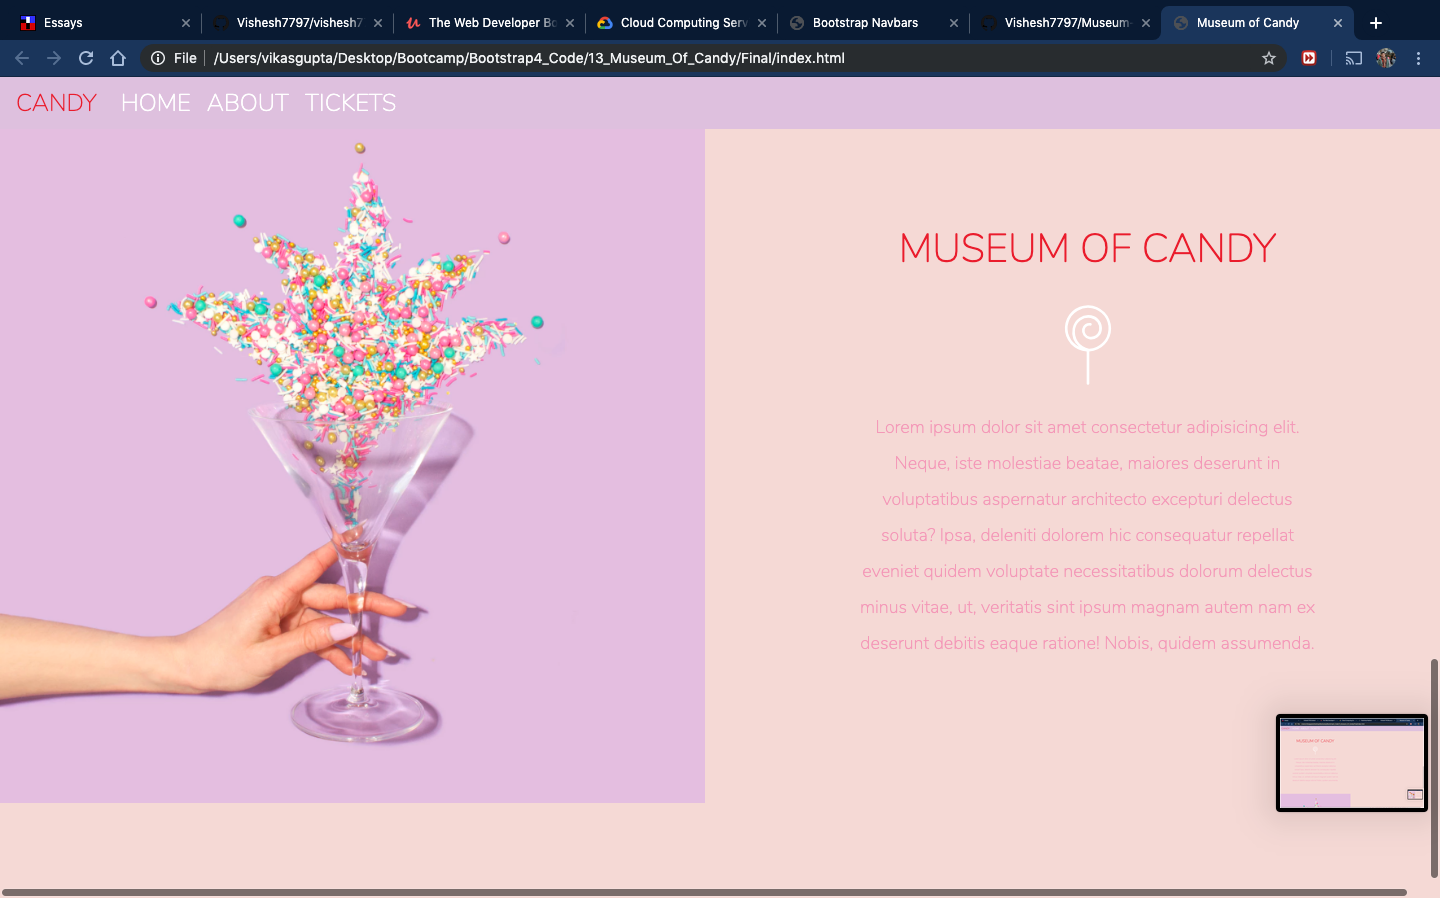 Essays
Vishesh7797/vishesh7
The Web Developer Bo
Cloud Computing Serv
Bootstrap Navbars
Vishesh7797/Museum-
Museum of Candy
File
/Users/vikasgupta/Desktop/Bootcamp/Bootstrap4_Code/13_Museum_Of_Candy/Final/index.html
CANDY HOME ABOUT TICKETS
MUSEUM OF CANDY
Lorem ipsum dolor sit amet consectetur adipisicing elit.
Neque, iste molestiae beatae, maiores deserunt in
voluptatibus aspernatur architecto excepturi delectus
soluta? Ipsa, deleniti dolorem hic consequatur repellat
eveniet quidem voluptate necessitatibus dolorum delectus
minus vitae, ut, veritatis sint ipsum magnam autem nam ex
deserunt debitis eaque ratione! Nobis, quidem assumenda.
MUSEUM OF CANDY